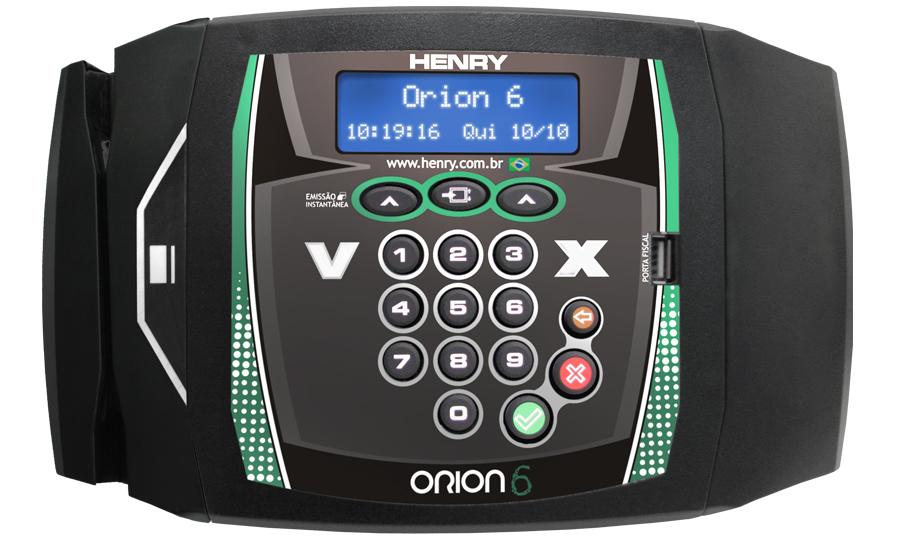 HENRY
Orion 6
10:19:16 Qui 10/10
www.henry.com.br
EMISSÃO
INSTANTÂNEA
V
X
PORTA FISCAL
1 2 3
4 5 6
7 8 9
0
ORION 6